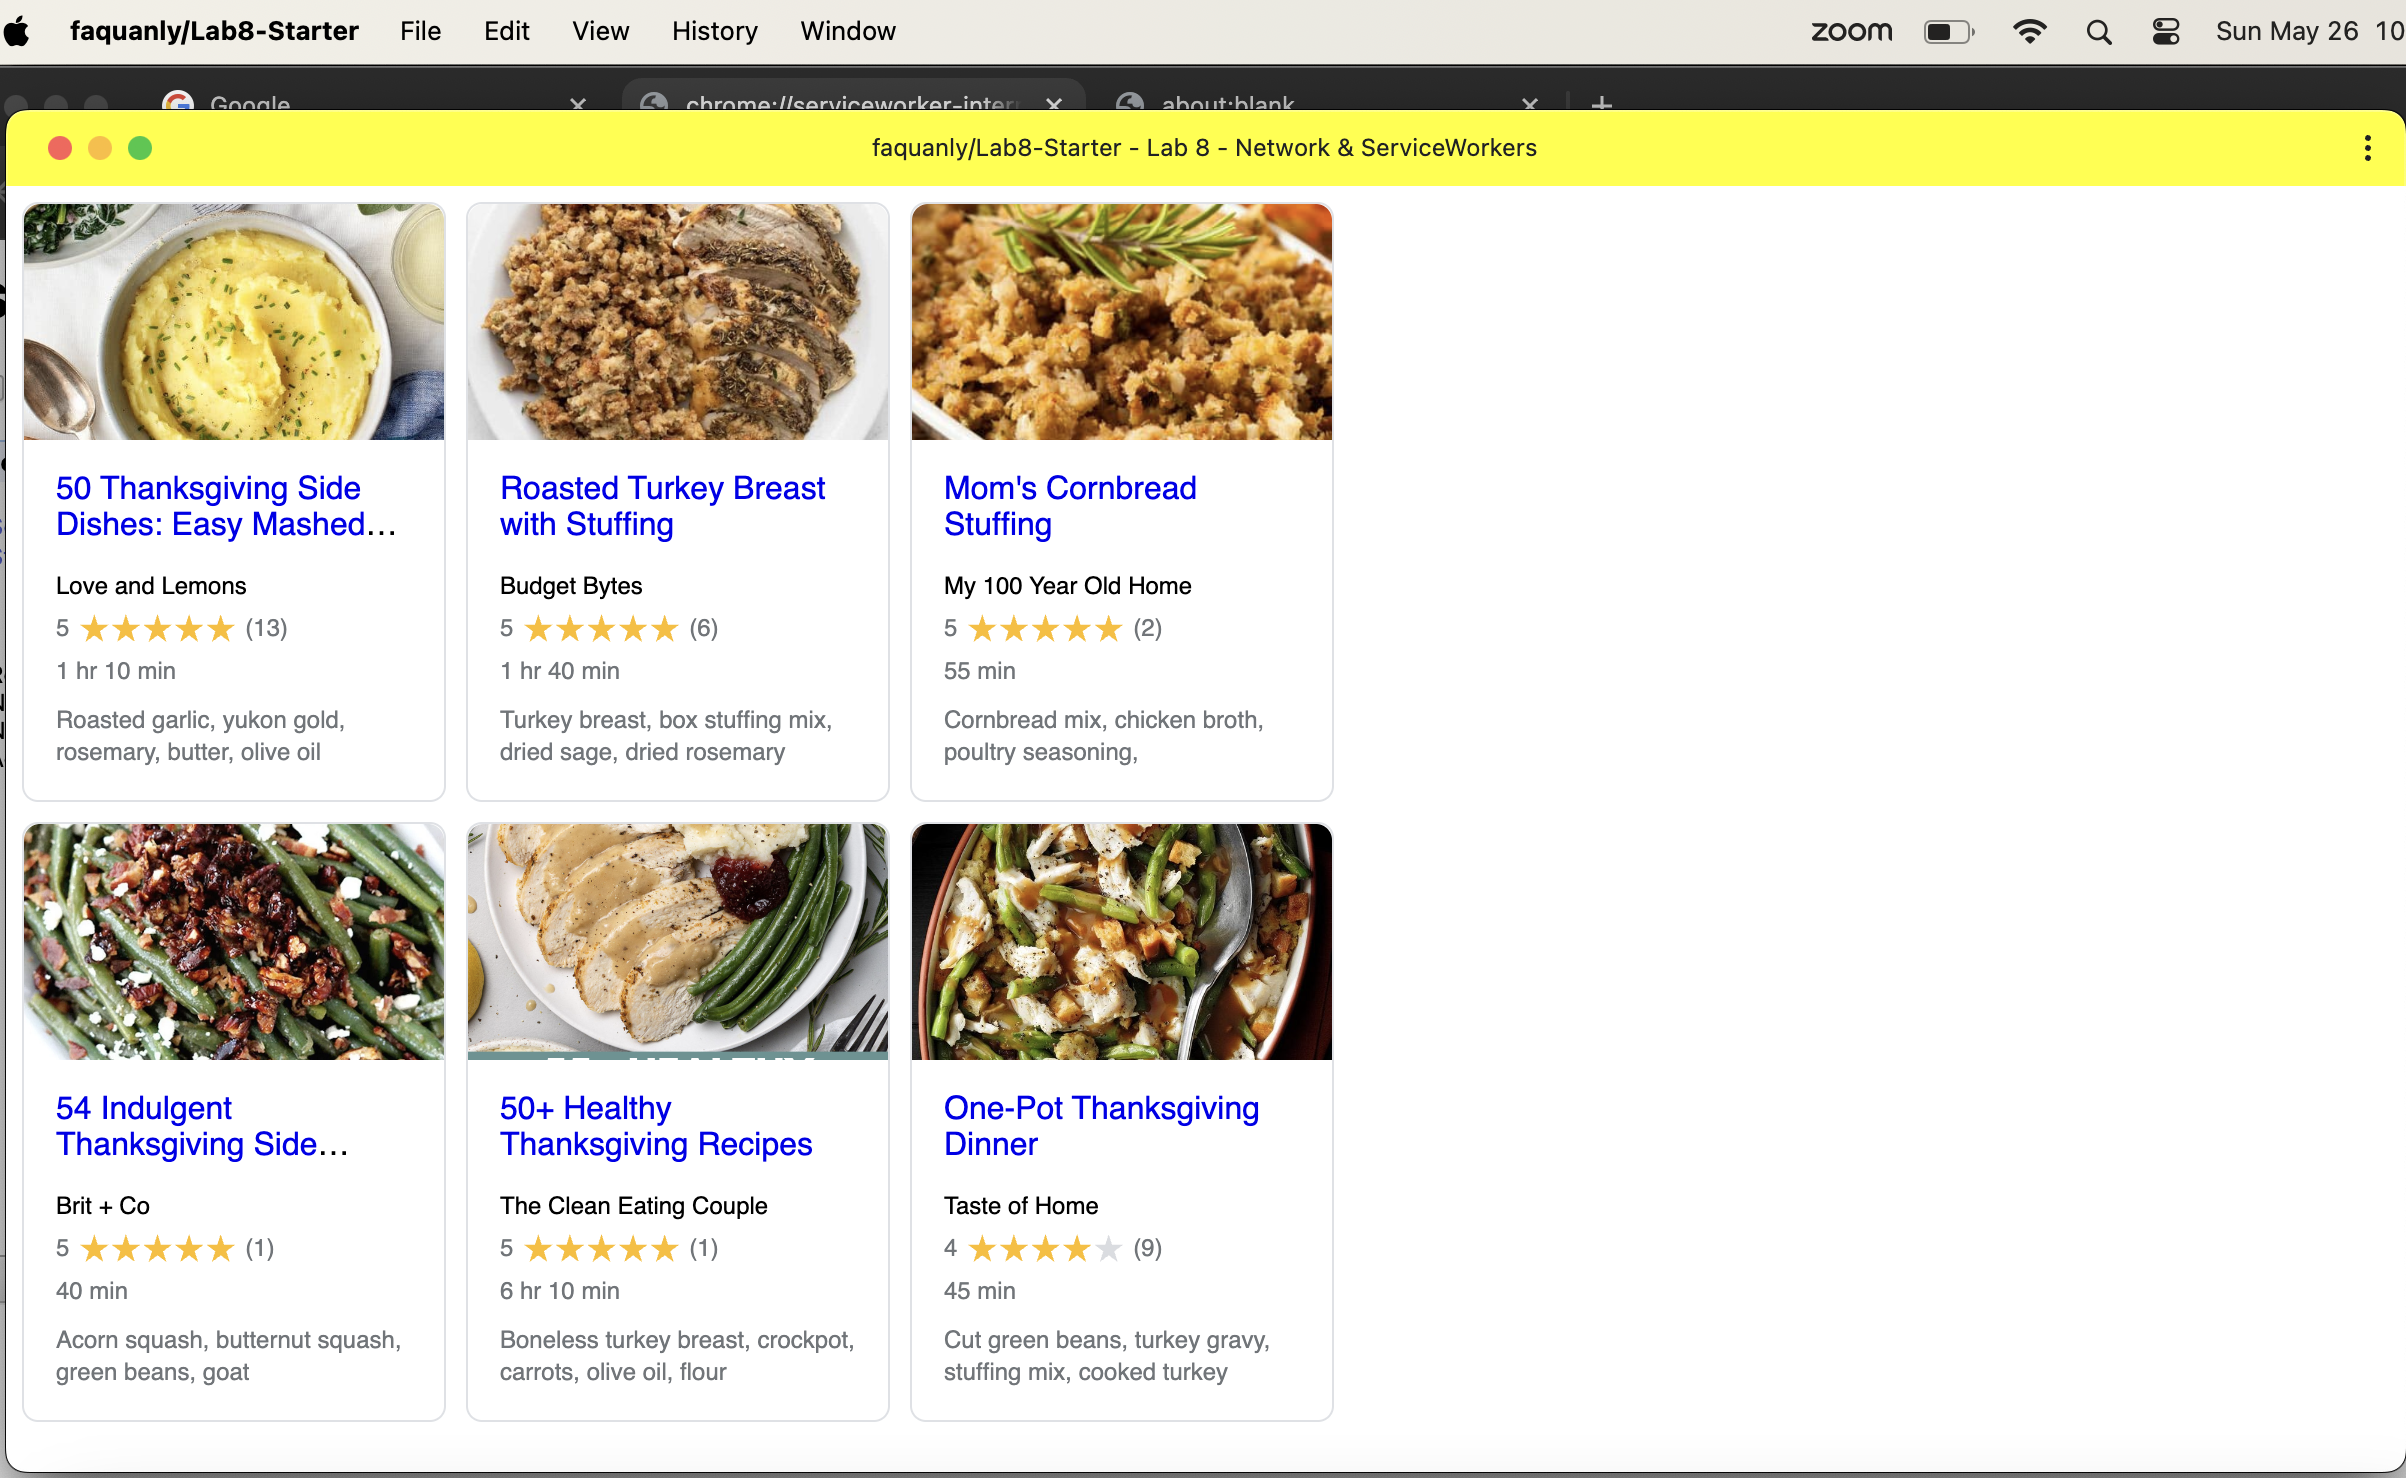 faquanly/Lab8-Starter File Edit View History Window zoom Sun May 26 10
Google chrome://serviceworker-inter about:blank
faquanly/Lab8-Starter - Lab 8 - Network & ServiceWorkers
50 Thanksgiving Side
Dishes: Easy Mashed…
Love and Lemons
5 ★★★★★ (13)
1 hr 10 min
Roasted garlic, yukon gold,
rosemary, butter, olive oil
Roasted Turkey Breast
with Stuffing
Budget Bytes
5 ★★★★★ (6)
1 hr 40 min
Turkey breast, box stuffing mix,
dried sage, dried rosemary
Mom's Cornbread
Stuffing
My 100 Year Old Home
5 ★★★★★ (2)
55 min
Cornbread mix, chicken broth,
poultry seasoning,
54 Indulgent
Thanksgiving Side…
Brit + Co
5 ★★★★★ (1)
40 min
Acorn squash, butternut squash,
green beans, goat
50+ Healthy
Thanksgiving Recipes
The Clean Eating Couple
5 ★★★★★ (1)
6 hr 10 min
Boneless turkey breast, crockpot,
carrots, olive oil, flour
One-Pot Thanksgiving
Dinner
Taste of Home
4 ★★★★★ (9)
45 min
Cut green beans, turkey gravy,
stuffing mix, cooked turkey